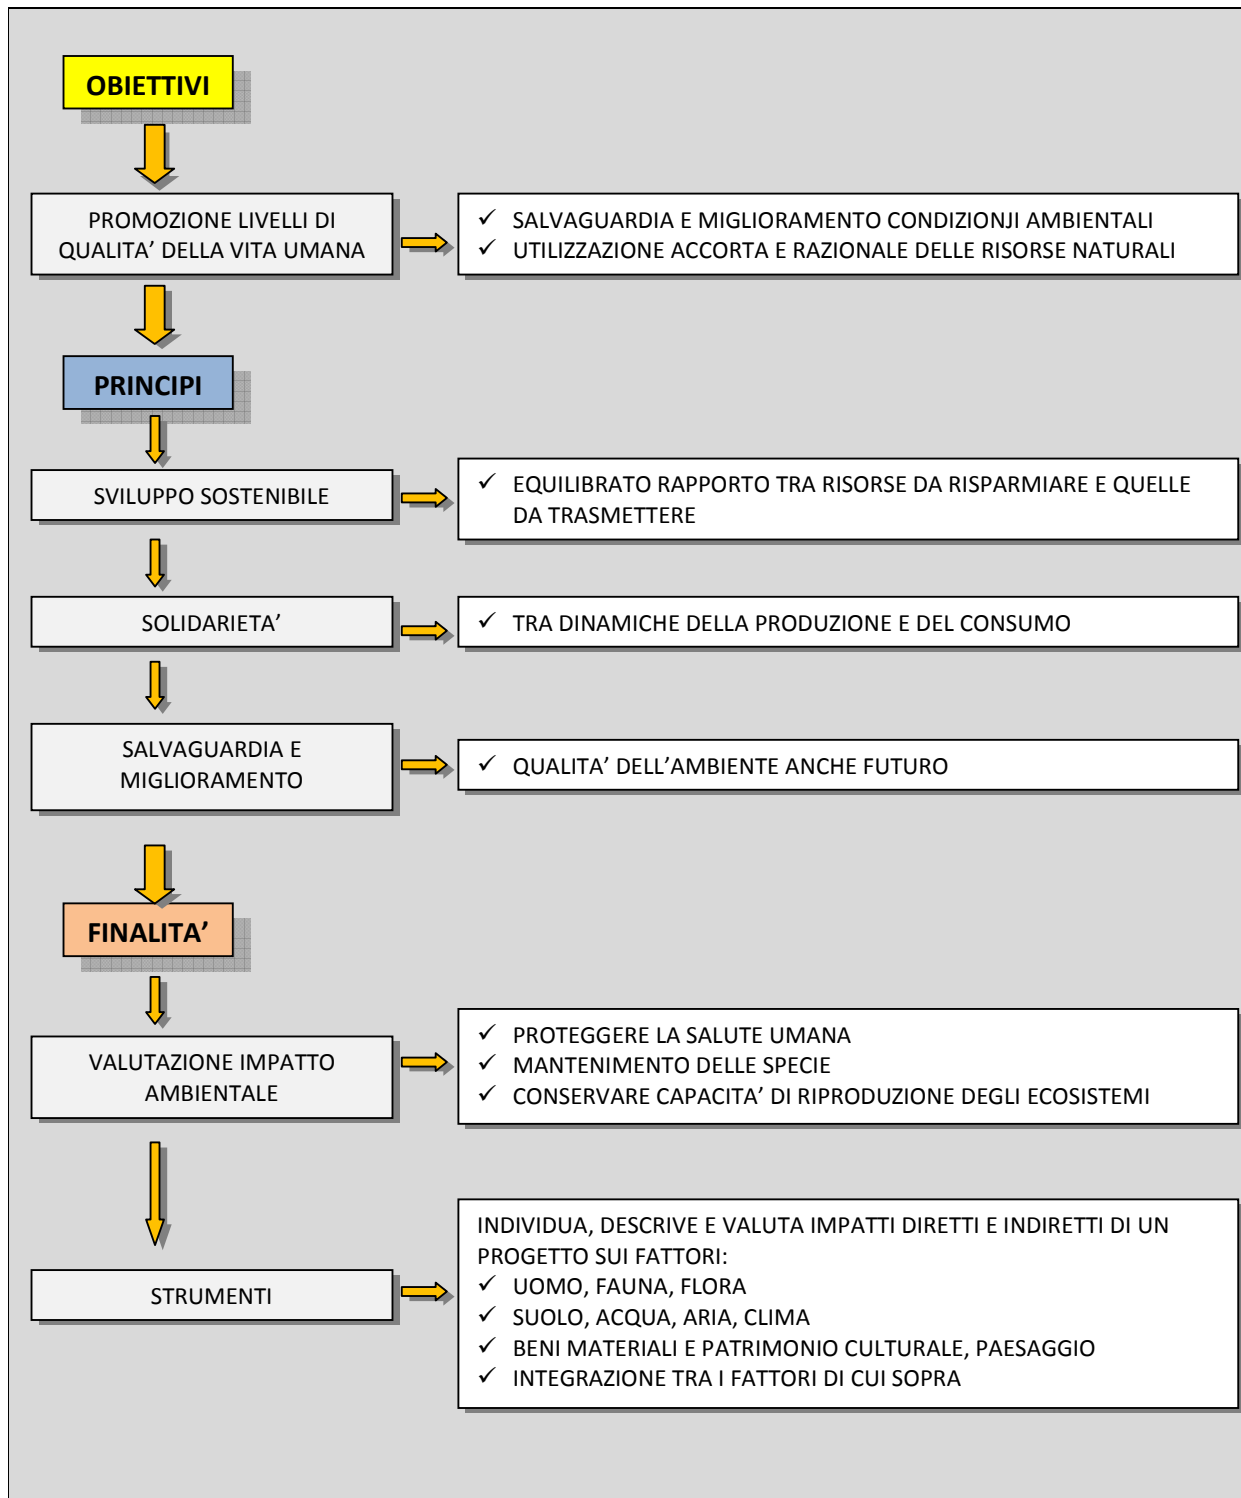 OBIETTIVI
PROMOZIONE LIVELLI DI
QUALITA’ DELLA VITA UMANA
✓ SALVAGUARDIA E MIGLIORAMENTO CONDIZIONJI AMBIENTALI
✓ UTILIZZAZIONE ACCORTA E RAZIONALE DELLE RISORSE NATURALI
PRINCIPI
SVILUPPO SOSTENIBILE
✓ EQUILIBRATO RAPPORTO TRA RISORSE DA RISPARMIARE E QUELLE
DA TRASMETTERE
SOLIDARIETA’
✓ TRA DINAMICHE DELLA PRODUZIONE E DEL CONSUMO
SALVAGUARDIA E
MIGLIORAMENTO
✓ QUALITA’ DELL’AMBIENTE ANCHE FUTURO
FINALITA’
VALUTAZIONE IMPATTO
AMBIENTALE
✓ PROTEGGERE LA SALUTE UMANA
✓ MANTENIMENTO DELLE SPECIE
✓ CONSERVARE CAPACITA’ DI RIPRODUZIONE DEGLI ECOSISTEMI
STRUMENTI
INDIVIDUA, DESCRIVE E VALUTA IMPATTI DIRETTI E INDIRETTI DI UN
PROGETTO SUI FATTORI:
✓ UOMO, FAUNA, FLORA
✓ SUOLO, ACQUA, ARIA, CLIMA
✓ BENI MATERIALI E PATRIMONIO CULTURALE, PAESAGGIO
✓ INTEGRAZIONE TRA I FATTORI DI CUI SOPRA